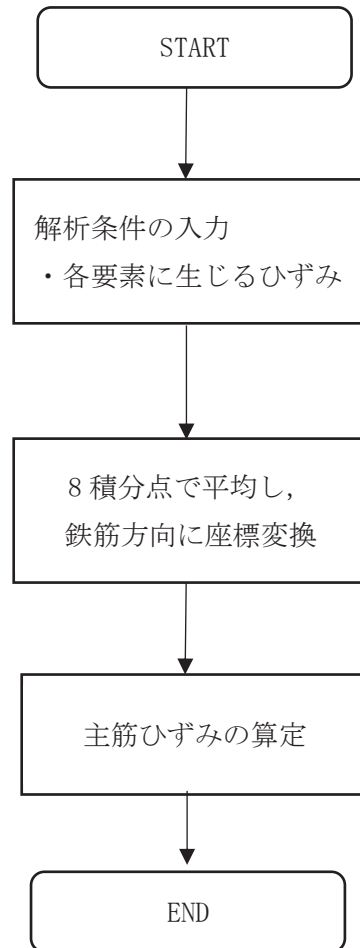 START
解析条件の入力
・各要素に生じるひずみ
8積分点で平均し,
鉄筋方向に座標変換
主筋ひずみの算定
END